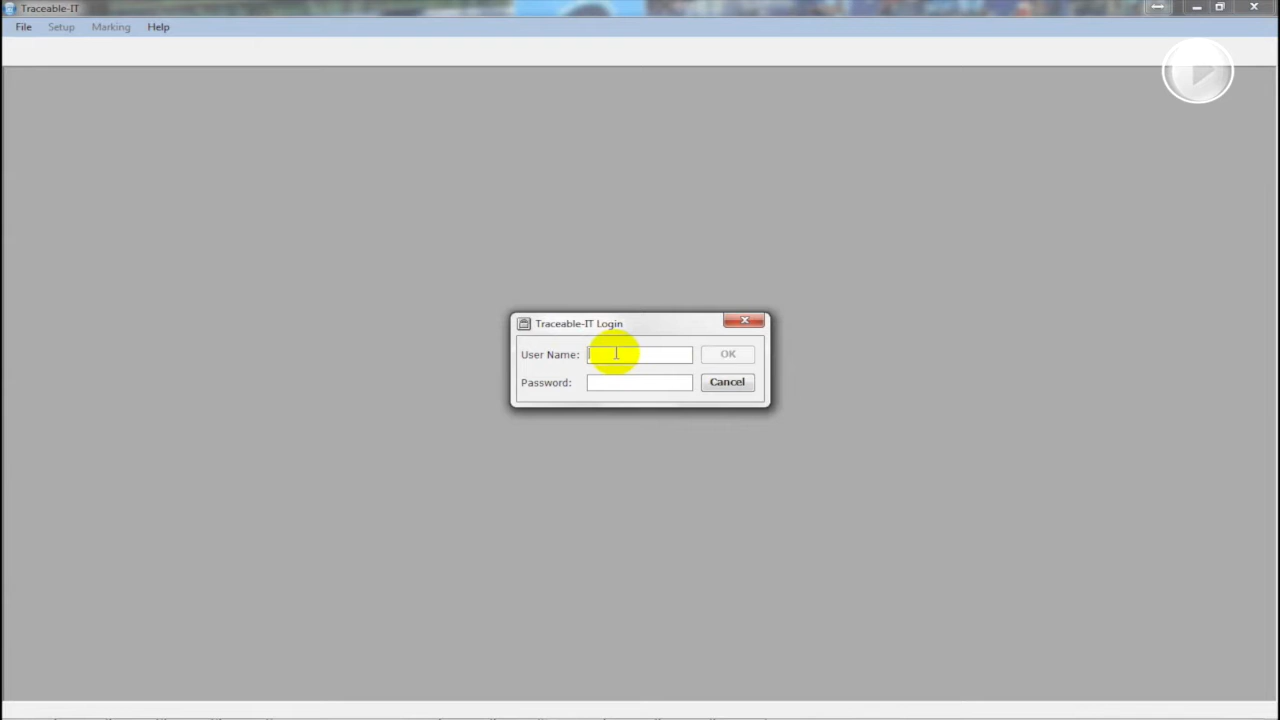 Traceable-IT
File Setup Marking Help
Traceable-IT Login
User Name: OK
Password: Cancel